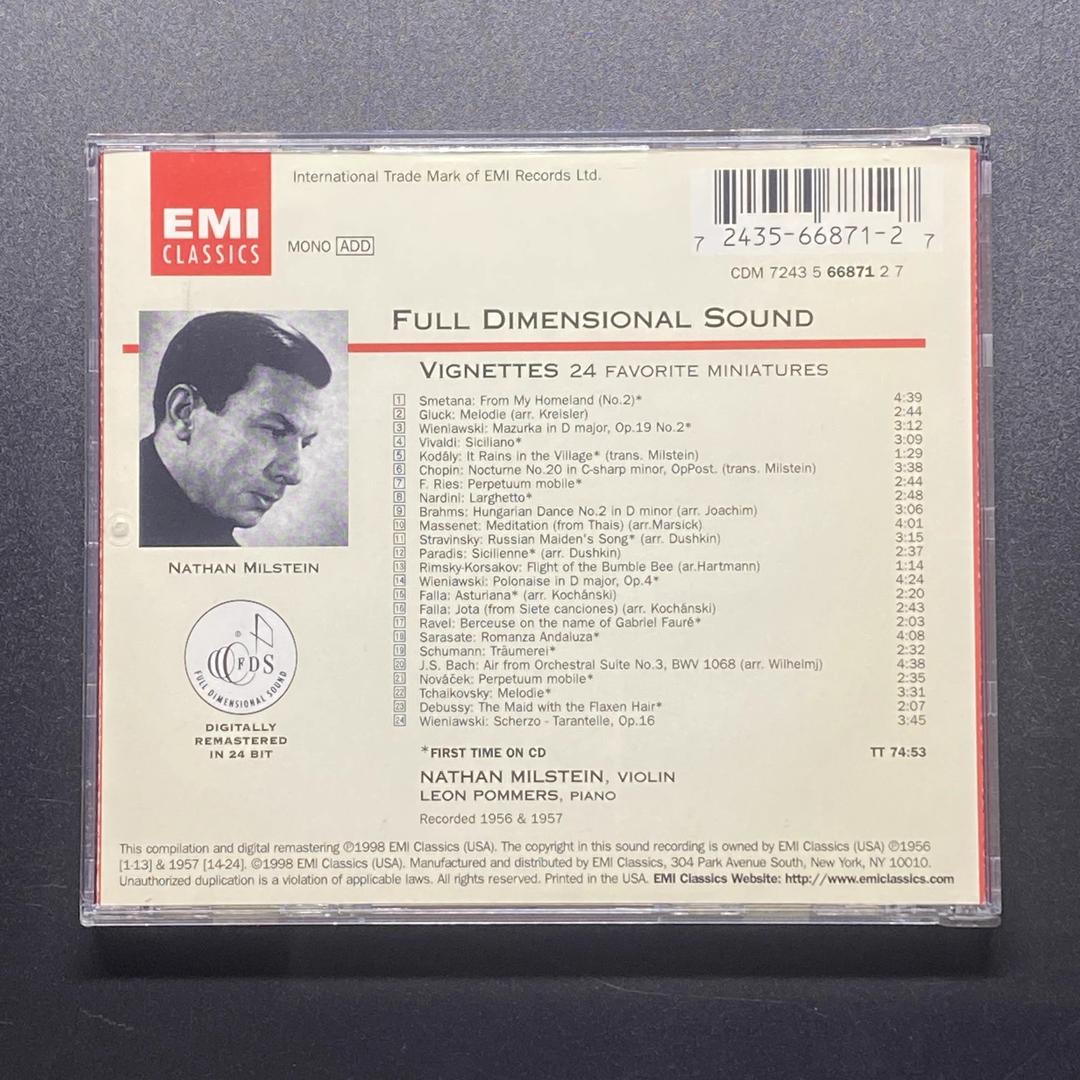 International Trade Mark of EMI Records Ltd.
EMI
CLASSICS
MONO ADD
7 2435-66871-2 7
CDM 7243 5 66871 2 7
FULL DIMENSIONAL SOUND
VIGNETTES 24 FAVORITE MINIATURES
1 Smetana: From My Homeland (No.2)* 4:39
2 Gluck: Melodie (arr. Kreisler) 2:44
3 Wieniawski: Mazurka in D major, Op.19 No.2* 3:12
4 Vivaldi: Siciliano* 3:09
5 Kodály: It Rains in the Village* (trans. Milstein) 1:29
6 Chopin: Nocturne No.20 in C-sharp minor, OpPost. (trans. Milstein) 3:38
7 F. Ries: Perpetuum mobile* 2:44
8 Nardini: Larghetto* 2:48
9 Brahms: Hungarian Dance No.2 in D minor (arr. Joachim) 3:06
10 Massenet: Meditation (from Thais) (arr.Marsick) 4:01
11 Stravinsky: Russian Maiden's Song* (arr. Dushkin) 3:15
12 Paradis: Sicilienne* (arr. Dushkin) 2:37
13 Rimsky-Korsakov: Flight of the Bumble Bee (ar.Hartmann) 1:14
14 Wieniawski: Polonaise in D major, Op.4* 4:24
15 Falla: Asturiana* (arr. Kochánski) 2:20
16 Falla: Jota (from Siete canciones) (arr. Kochánski) 2:43
17 Ravel: Berceuse on the name of Gabriel Fauré* 2:03
18 Sarasate: Romanza Andaluza* 4:08
19 Schumann: Träumerei* 2:32
20 J.S. Bach: Air from Orchestral Suite No.3, BWV 1068 (arr. Wilhelmj) 4:38
21 Nováček: Perpetuum mobile* 2:35
22 Tchaikovsky: Melodie* 3:31
23 Debussy: The Maid with the Flaxen Hair* 2:07
24 Wieniawski: Scherzo - Tarantelle, Op.16 3:45
*FIRST TIME ON CD TT 74:53
NATHAN MILSTEIN, VIOLIN
LEON POMMERS, PIANO
Recorded 1956 & 1957
NATHAN MILSTEIN
® FDS
FULL DIMENSIONAL SOUND
DIGITALLY
REMASTERED
IN 24 BIT
This compilation and digital remastering ℗1998 EMI Classics (USA). The copyright in this sound recording is owned by EMI Classics (USA) ℗1956
[1-13] & 1957 [14-24]. ©1998 EMI Classics (USA). Manufactured and distributed by EMI Classics, 304 Park Avenue South, New York, NY 10010.
Unauthorized duplication is a violation of applicable laws. All rights reserved. Printed in the USA. EMI Classics Website: http://www.emiclassics.com